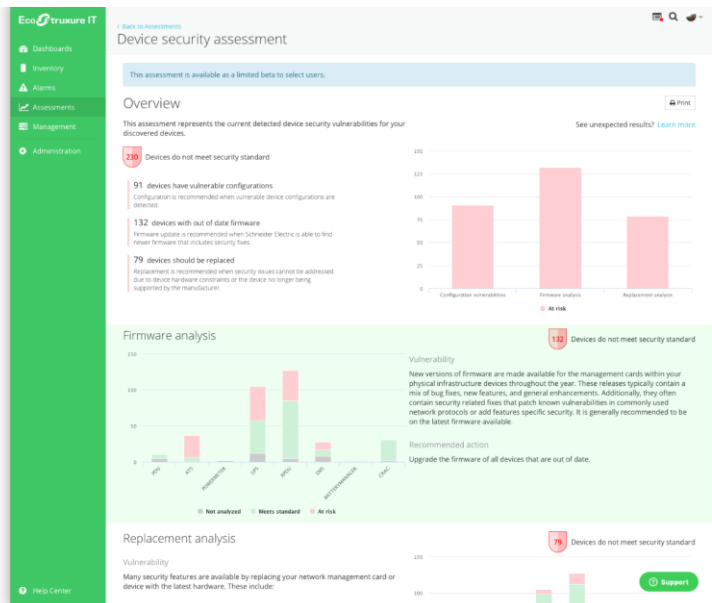 EcoStruxure IT
Dashboards
Inventory
Alarms
Assessments
Management
Administration
Help Center
< Back to Assessments
Device security assessment
This assessment is available as a limited beta to select users.
Overview
Print
This assessment represents the current detected device security vulnerabilities for your
discovered devices.
See unexpected results? Learn more
230 Devices do not meet security standard
91 devices have vulnerable configurations
Configuration is recommended when vulnerable device configurations are
detected.
132 devices with out of date firmware
Firmware update is recommended when Schneider Electric is able to find
newer firmware that includes security fixes.
79 devices should be replaced
Replacement is recommended when security issues cannot be addressed
due to device hardware constraints or the device no longer being
supported by the manufacturer.
150
125
100
75
50
25
0
Configuration vulnerabilities Firmware analysis Replacement analysis
At risk
Firmware analysis
132 Devices do not meet security standard
150
100
50
0
PDU ATS POWERMETER UPS RPDU EMS BATTERYMANAGER CRAC
Not analyzed Meets standard At risk
Vulnerability
New versions of firmware are made available for the management cards within your
physical infrastructure devices throughout the year. These releases typically contain a
mix of bug fixes, new features, and general enhancements. Additionally, they often
contain security related fixes that patch known vulnerabilities in commonly used
network protocols or add features specific security. It is generally recommended to be
on the latest firmware available.
Recommended action
Upgrade the firmware of all devices that are out of date.
Replacement analysis
79 Devices do not meet security standard
Vulnerability
Many security features are available by replacing your network management card or
device with the latest hardware. These include:
150
100
Support